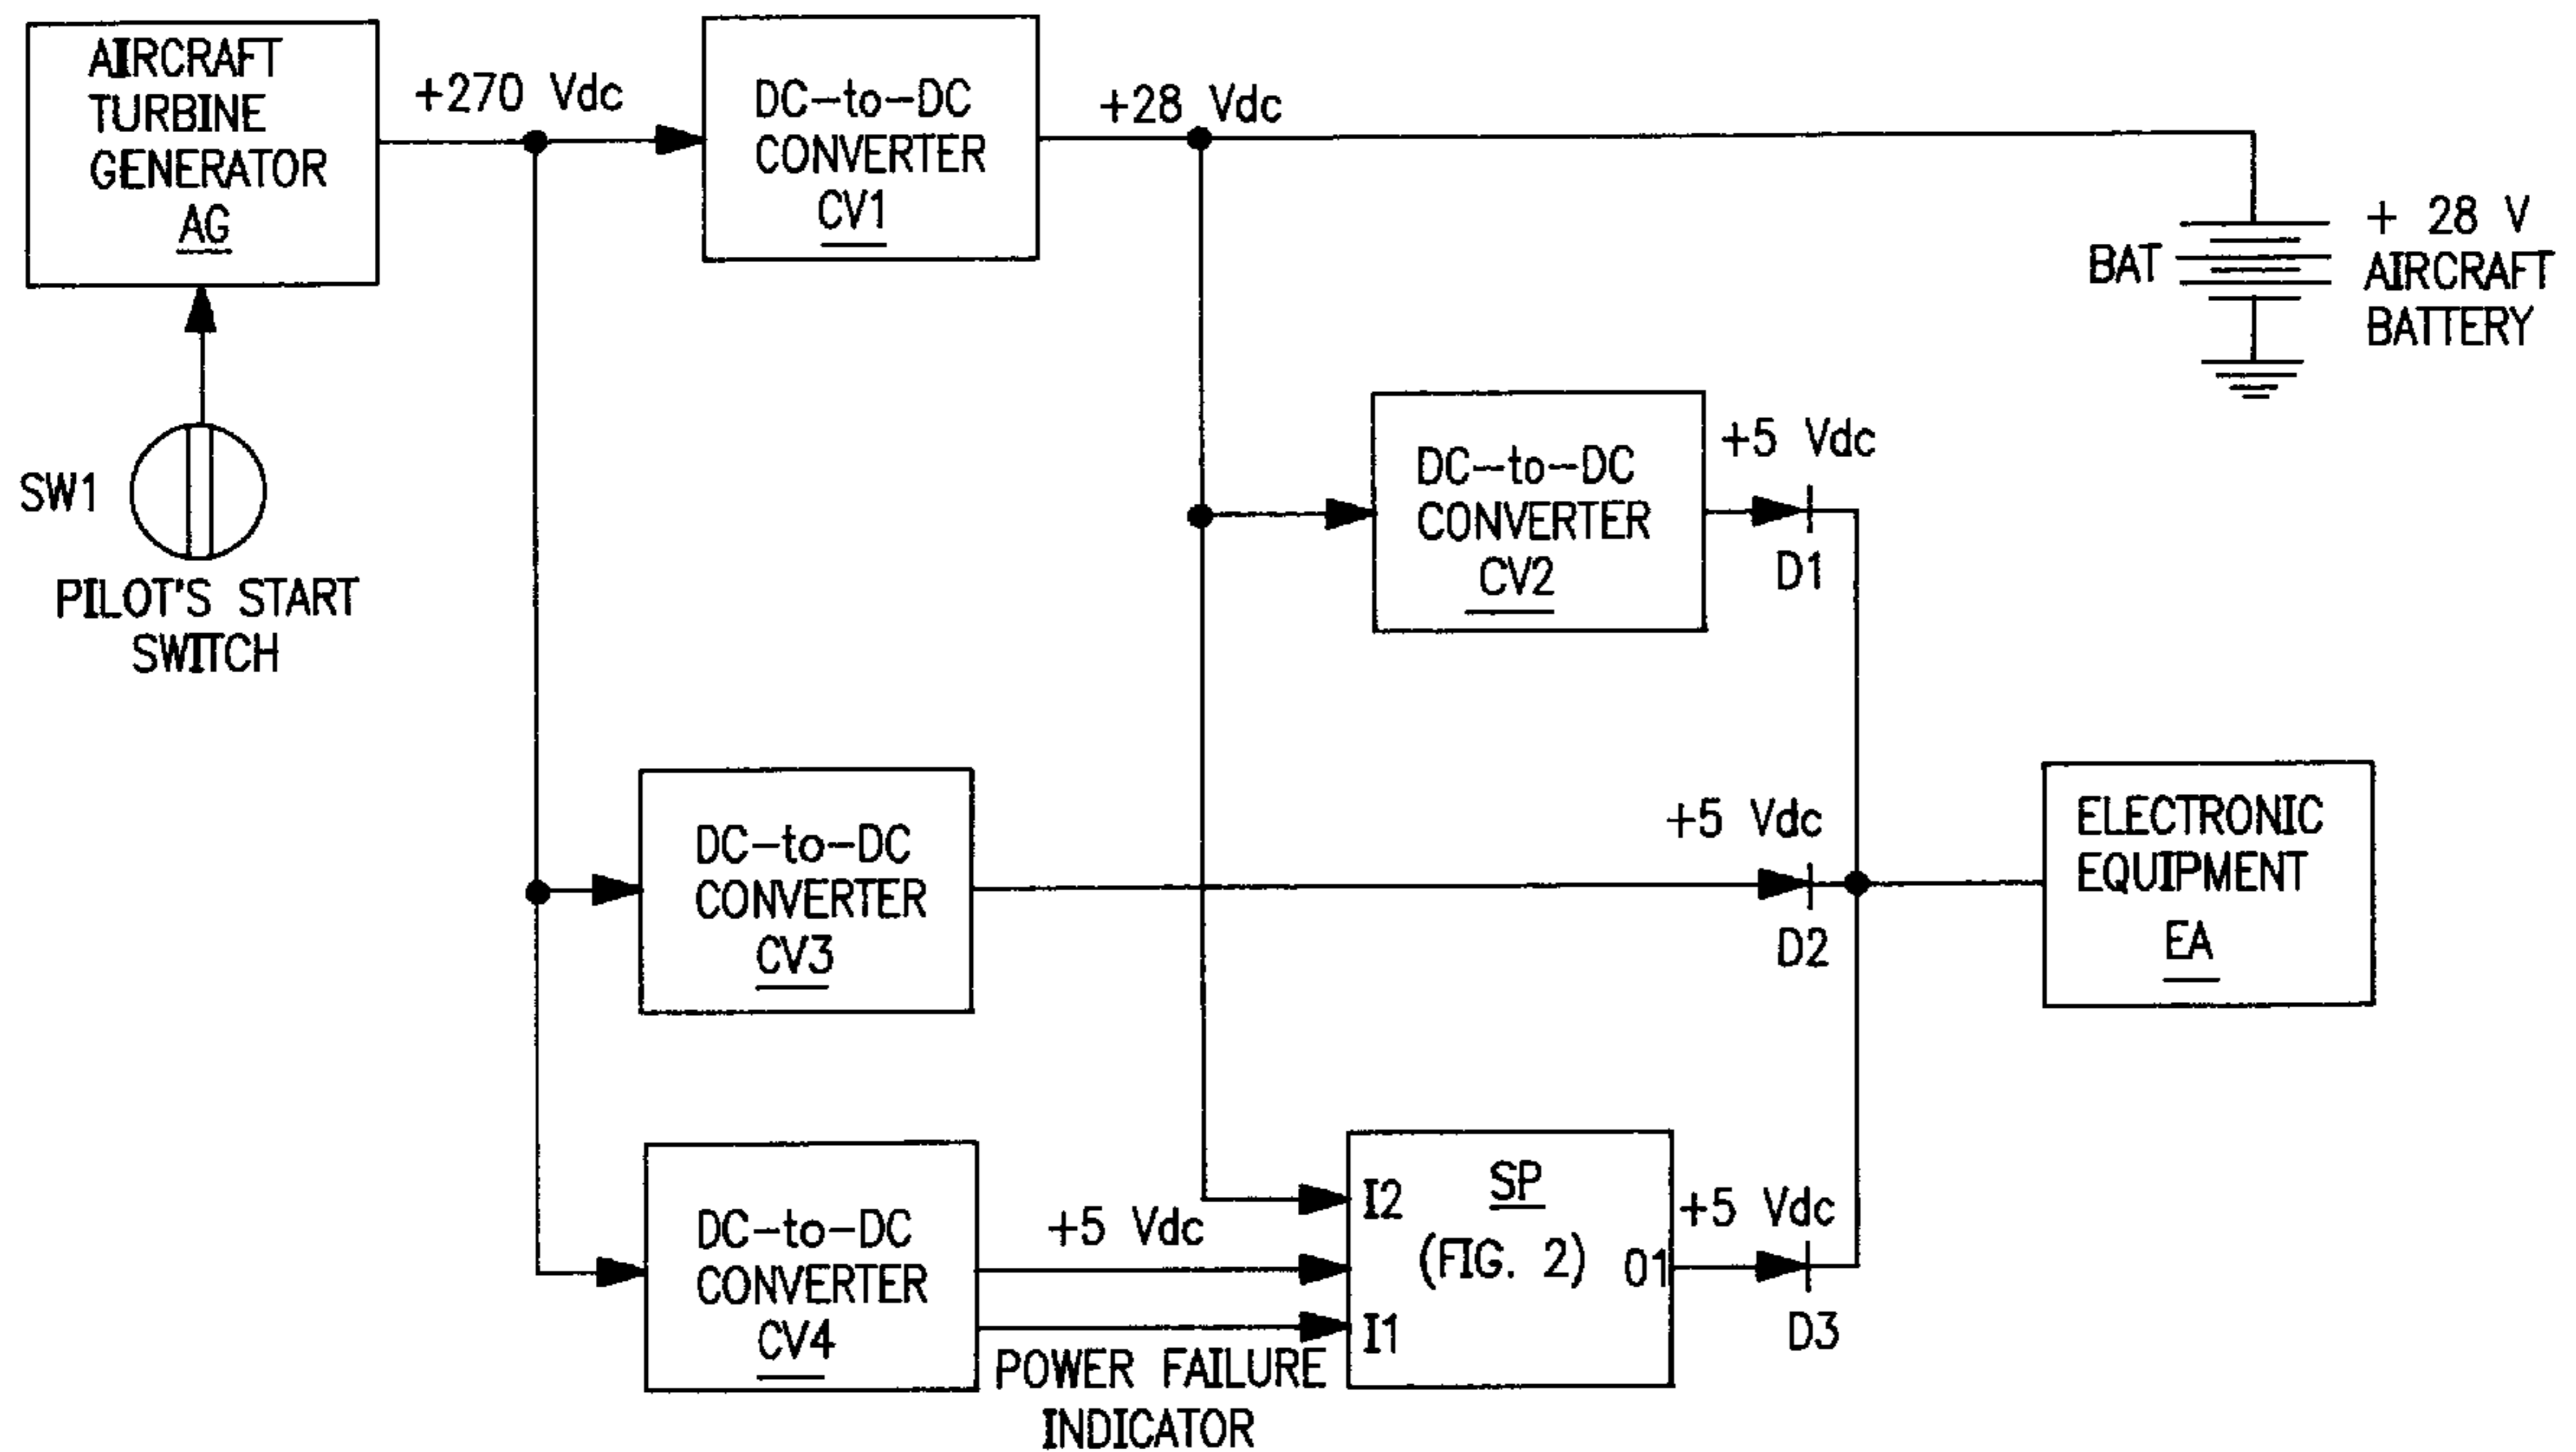 AIRCRAFT
TURBINE
GENERATOR
AG
+270 Vdc
DC-to-DC
CONVERTER
CV1
+28 Vdc
BAT
+ 28 V
AIRCRAFT
BATTERY
SW1
PILOT'S START
SWITCH
DC-to-DC
CONVERTER
CV2
+5 Vdc
D1
DC-to-DC
CONVERTER
CV3
+5 Vdc
D2
ELECTRONIC
EQUIPMENT
EA
DC-to-DC
CONVERTER
CV4
+5 Vdc
POWER FAILURE
INDICATOR
I2
I1
SP
(FIG. 2)
O1
+5 Vdc
D3